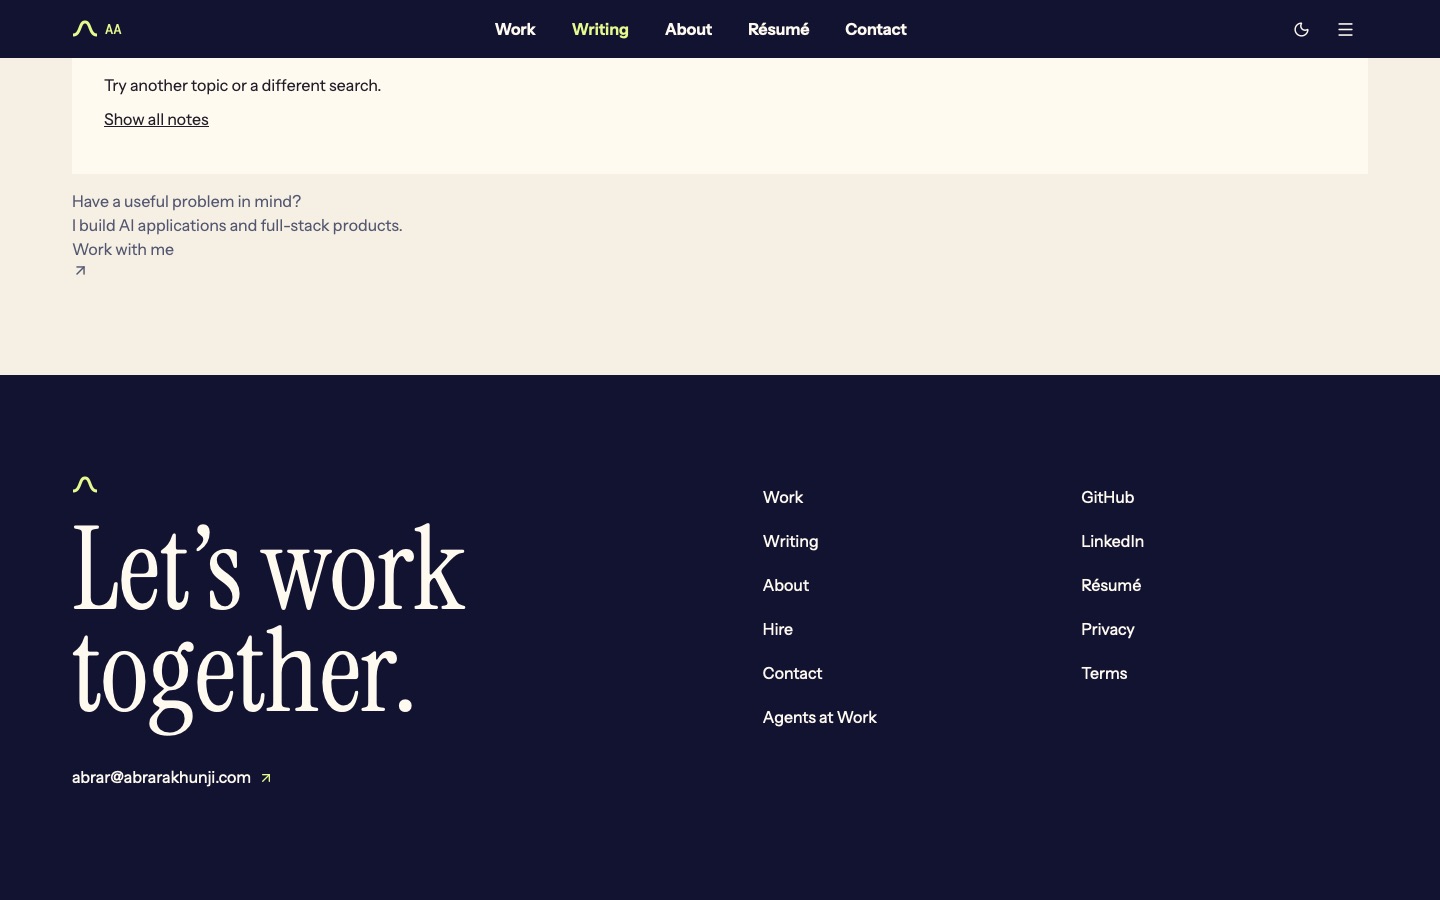 AA
Work
Writing
About
Résumé
Contact
Try another topic or a different search.
Show all notes
Have a useful problem in mind?
I build AI applications and full-stack products.
Work with me
Let’s work
together.
abrar@abrarakhunji.com
Work
Writing
About
Hire
Contact
Agents at Work
GitHub
LinkedIn
Résumé
Privacy
Terms